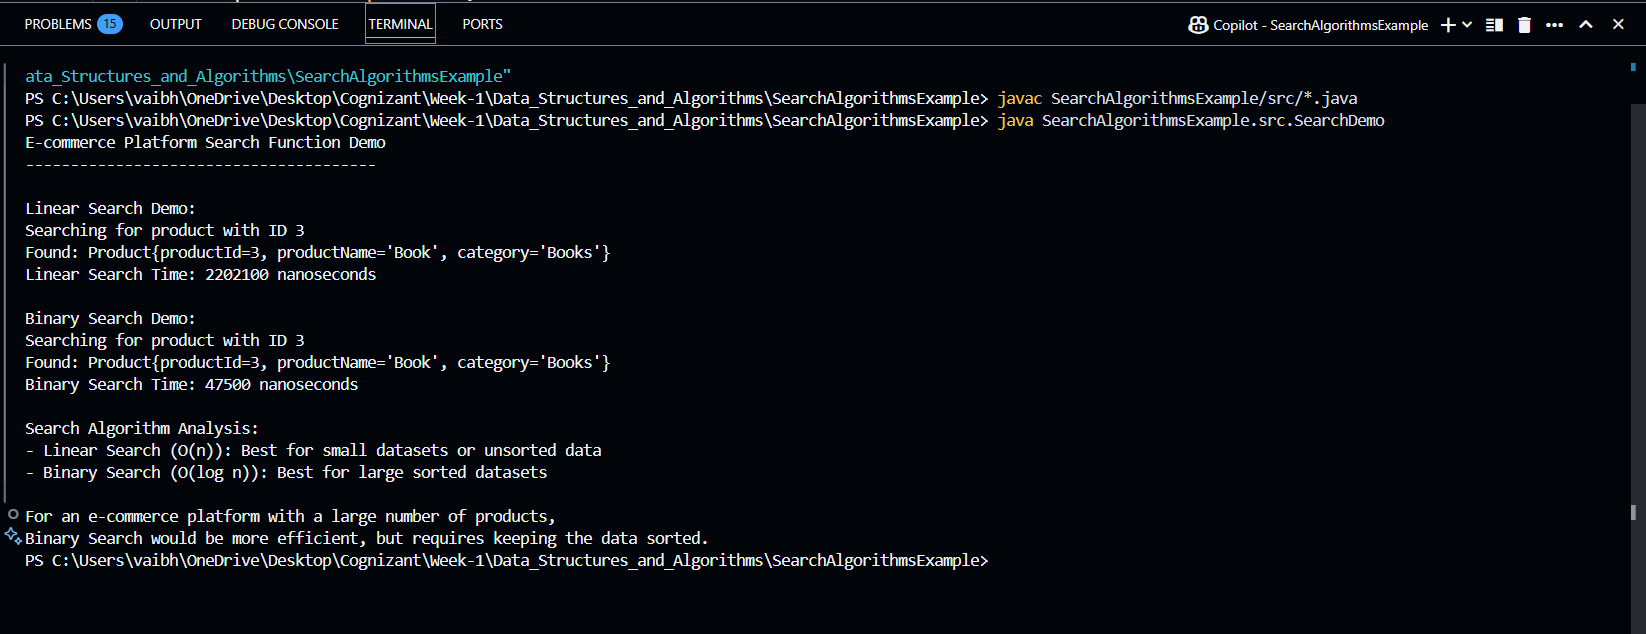 PROBLEMS 15 OUTPUT DEBUG CONSOLE TERMINAL PORTS Copilot - SearchAlgorithmsExample
ata_Structures_and_Algorithms\SearchAlgorithmsExample"
PS C:\Users\vaibh\OneDrive\Desktop\Cognizant\Week-1\Data_Structures_and_Algorithms\SearchAlgorithmsExample> javac SearchAlgorithmsExample/src/*.java
PS C:\Users\vaibh\OneDrive\Desktop\Cognizant\Week-1\Data_Structures_and_Algorithms\SearchAlgorithmsExample> java SearchAlgorithmsExample.src.SearchDemo
E-commerce Platform Search Function Demo
---------------------------------------
Linear Search Demo:
Searching for product with ID 3
Found: Product{productId=3, productName='Book', category='Books'}
Linear Search Time: 2202100 nanoseconds
Binary Search Demo:
Searching for product with ID 3
Found: Product{productId=3, productName='Book', category='Books'}
Binary Search Time: 47500 nanoseconds
Search Algorithm Analysis:
- Linear Search (O(n)): Best for small datasets or unsorted data
- Binary Search (O(log n)): Best for large sorted datasets
For an e-commerce platform with a large number of products,
Binary Search would be more efficient, but requires keeping the data sorted.
PS C:\Users\vaibh\OneDrive\Desktop\Cognizant\Week-1\Data_Structures_and_Algorithms\SearchAlgorithmsExample>